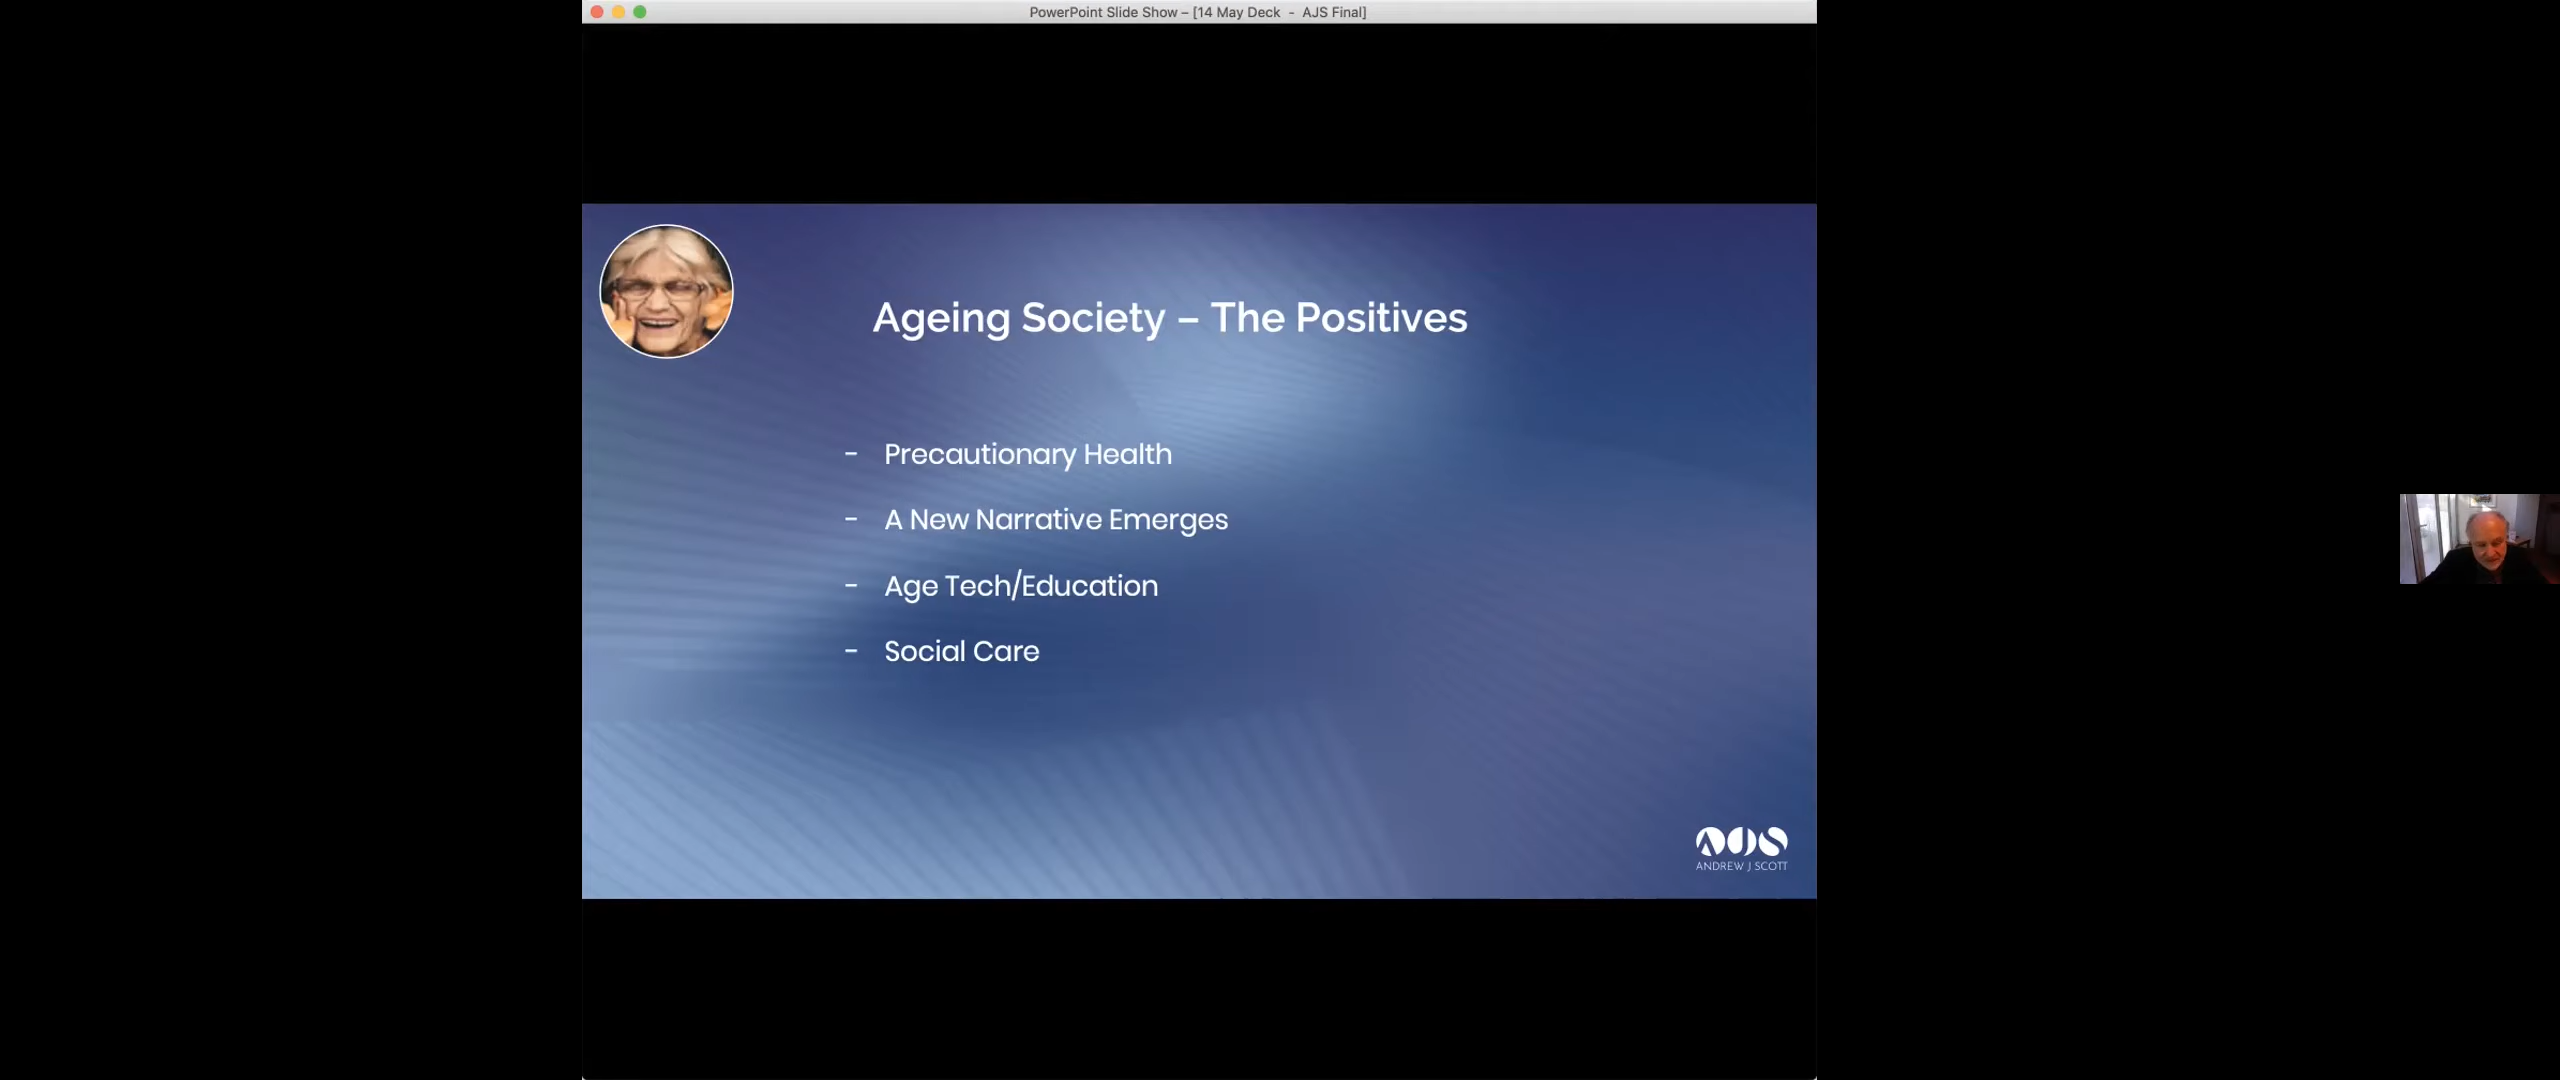 PowerPoint Slide Show – [14 May Deck  -  AJS Final]
Ageing Society – The Positives
- Precautionary Health
- A New Narrative Emerges
- Age Tech/Education
- Social Care
AJS
ANDREW J SCOTT